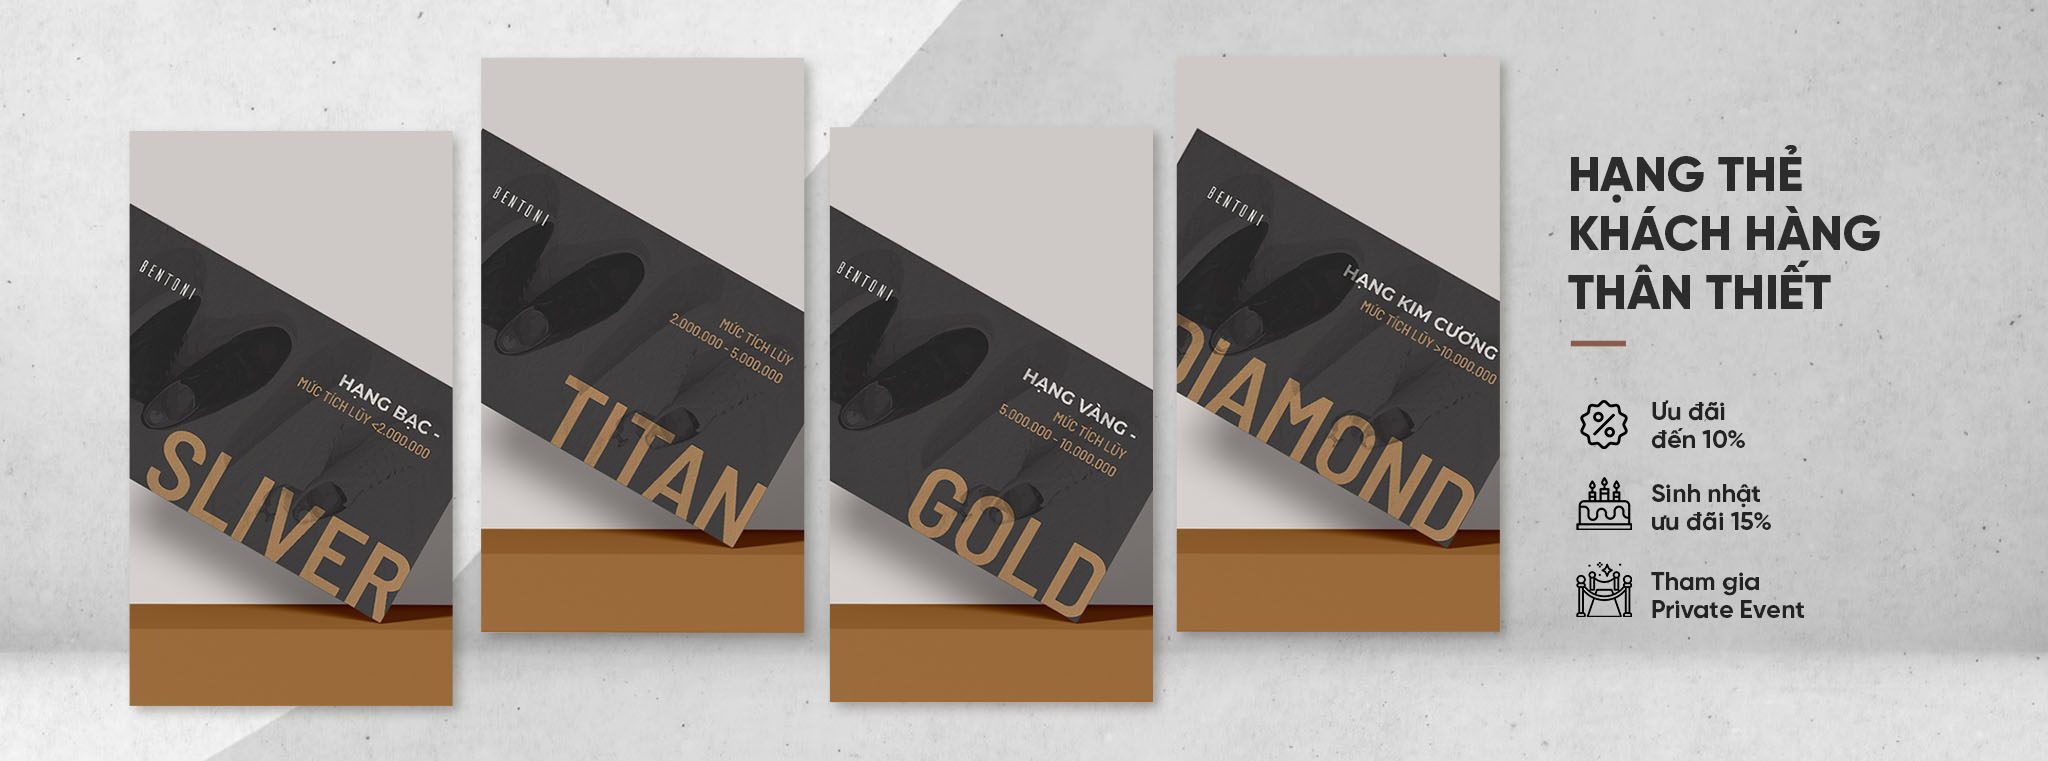 BENTONI
HẠNG BẠC -
MỨC TÍCH LŨY <2.000.000
SLIVER
BENTONI
MỨC TÍCH LŨY
2.000.000 - 5.000.000
TITAN
BENTONI
HẠNG VÀNG -
MỨC TÍCH LŨY
5.000.000 - 10.000.000
GOLD
BENTONI
HẠNG KIM CƯƠNG
MỨC TÍCH LŨY >10.000.000
DIAMOND
HẠNG THẺ
KHÁCH HÀNG
THÂN THIẾT
Ưu đãi
đến 10%
Sinh nhật
ưu đãi 15%
Tham gia
Private Event